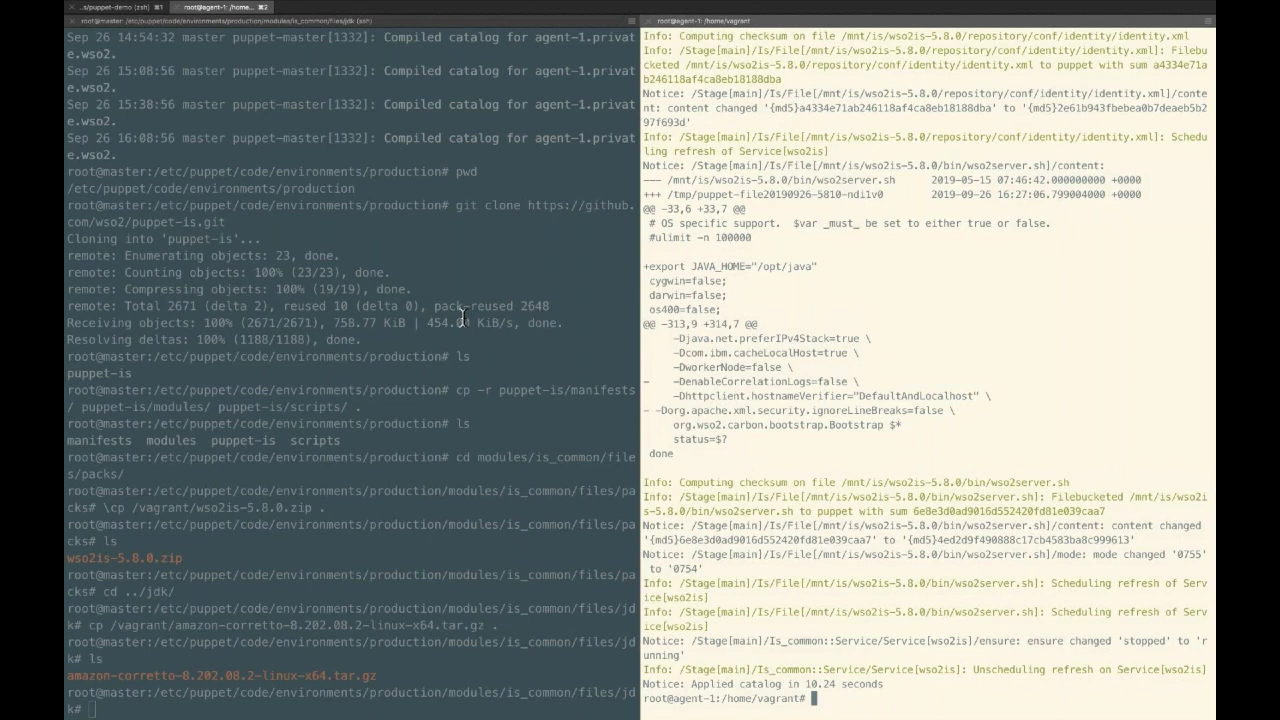 .../puppet-demo (zsh) ⌘1
root@agent-1: /home... ⌘2
root@master: /etc/puppet/code/environments/production/modules/is_common/files/jdk (ssh)
Sep 26 14:54:32 master puppet-master[1332]: Compiled catalog for agent-1.privat
e.wso2.
Sep 26 15:08:56 master puppet-master[1332]: Compiled catalog for agent-1.privat
e.wso2.
Sep 26 15:38:56 master puppet-master[1332]: Compiled catalog for agent-1.privat
e.wso2.
Sep 26 16:08:56 master puppet-master[1332]: Compiled catalog for agent-1.privat
e.wso2.
root@master:/etc/puppet/code/environments/production# pwd
/etc/puppet/code/environments/production
root@master:/etc/puppet/code/environments/production# git clone https://github.
com/wso2/puppet-is.git
Cloning into 'puppet-is'...
remote: Enumerating objects: 23, done.
remote: Counting objects: 100% (23/23), done.
remote: Compressing objects: 100% (19/19), done.
remote: Total 2671 (delta 2), reused 10 (delta 0), pack-reused 2648
Receiving objects: 100% (2671/2671), 758.77 KiB | KiB/s, done.
Resolving deltas: 100% (1188/1188), done.
root@master:/etc/puppet/code/environments/production# ls
puppet-is
root@master:/etc/puppet/code/environments/production# cp -r puppet-is/manifests
/ puppet-is/modules/ puppet-is/scripts/ .
root@master:/etc/puppet/code/environments/production# ls
manifests  modules  puppet-is  scripts
root@master:/etc/puppet/code/environments/production# cd modules/is_common/file
s/packs/
root@master:/etc/puppet/code/environments/production/modules/is_common/files/pa
cks# \cp /vagrant/wso2is-5.8.0.zip .
root@master:/etc/puppet/code/environments/production/modules/is_common/files/pa
cks# ls
wso2is-5.8.0.zip
root@master:/etc/puppet/code/environments/production/modules/is_common/files/pa
cks# cd ../jdk/
root@master:/etc/puppet/code/environments/production/modules/is_common/files/jd
k# cp /vagrant/amazon-corretto-8.202.08.2-linux-x64.tar.gz .
root@master:/etc/puppet/code/environments/production/modules/is_common/files/jd
k# ls
amazon-corretto-8.202.08.2-linux-x64.tar.gz
root@master:/etc/puppet/code/environments/production/modules/is_common/files/jd
k#
root@agent-1: /home/vagrant
Info: Computing checksum on file /mnt/is/wso2is-5.8.0/repository/conf/identity/identity.xml
Info: /Stage[main]/Is/File[/mnt/is/wso2is-5.8.0/repository/conf/identity/identity.xml]: Filebu
cketed /mnt/is/wso2is-5.8.0/repository/conf/identity/identity.xml to puppet with sum a4334e71a
b246118af4ca8eb18188dba
Notice: /Stage[main]/Is/File[/mnt/is/wso2is-5.8.0/repository/conf/identity/identity.xml]/conte
nt: content changed '{md5}a4334e71ab246118af4ca8eb18188dba' to '{md5}2e61b943fbebea0b7deaeb5b2
97f693d'
Info: /Stage[main]/Is/File[/mnt/is/wso2is-5.8.0/repository/conf/identity/identity.xml]: Schedu
ling refresh of Service[wso2is]
Notice: /Stage[main]/Is/File[/mnt/is/wso2is-5.8.0/bin/wso2server.sh]/content:
--- /mnt/is/wso2is-5.8.0/bin/wso2server.sh      2019-05-15 07:46:42.000000000 +0000
+++ /tmp/puppet-file20190926-5810-ndi1v0        2019-09-26 16:27:06.799004000 +0000
@@ -33,6 +33,7 @@
 # OS specific support.  $var _must_ be set to either true or false.
 #ulimit -n 100000
+export JAVA_HOME="/opt/java"
 cygwin=false;
 darwin=false;
 os400=false;
@@ -313,9 +314,7 @@
     -Djava.net.preferIPv4Stack=true \
     -Dcom.ibm.cacheLocalHost=true \
     -DworkerNode=false \
-    -DenableCorrelationLogs=false \
     -Dhttpclient.hostnameVerifier="DefaultAndLocalhost" \
- -Dorg.apache.xml.security.ignoreLineBreaks=false \
     org.wso2.carbon.bootstrap.Bootstrap $*
     status=$?
 done
Info: Computing checksum on file /mnt/is/wso2is-5.8.0/bin/wso2server.sh
Info: /Stage[main]/Is/File[/mnt/is/wso2is-5.8.0/bin/wso2server.sh]: Filebucketed /mnt/is/wso2i
s-5.8.0/bin/wso2server.sh to puppet with sum 6e8e3d0ad9016d552420fd81e039caa7
Notice: /Stage[main]/Is/File[/mnt/is/wso2is-5.8.0/bin/wso2server.sh]/content: content changed
'{md5}6e8e3d0ad9016d552420fd81e039caa7' to '{md5}4ed2d9f490888c17cb4583ba8c999613'
Notice: /Stage[main]/Is/File[/mnt/is/wso2is-5.8.0/bin/wso2server.sh]/mode: mode changed '0755'
 to '0754'
Info: /Stage[main]/Is/File[/mnt/is/wso2is-5.8.0/bin/wso2server.sh]: Scheduling refresh of Serv
ice[wso2is]
Info: /Stage[main]/Is/File[/mnt/is/wso2is-5.8.0/bin/wso2server.sh]: Scheduling refresh of Serv
ice[wso2is]
Notice: /Stage[main]/Is_common::Service/Service[wso2is]/ensure: ensure changed 'stopped' to 'r
unning'
Info: /Stage[main]/Is_common::Service/Service[wso2is]: Unscheduling refresh on Service[wso2is]
Notice: Applied catalog in 10.24 seconds
root@agent-1:/home/vagrant#